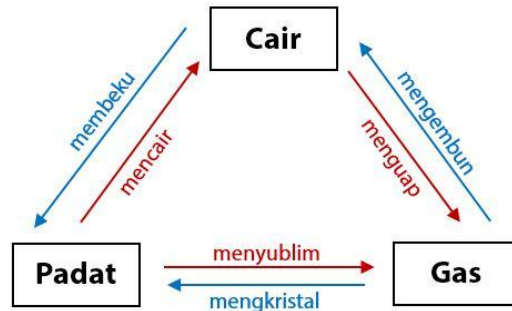 Cair
membeku
mencair
menguap
mengembun
Padat
menyublim
mengkristal
Gas